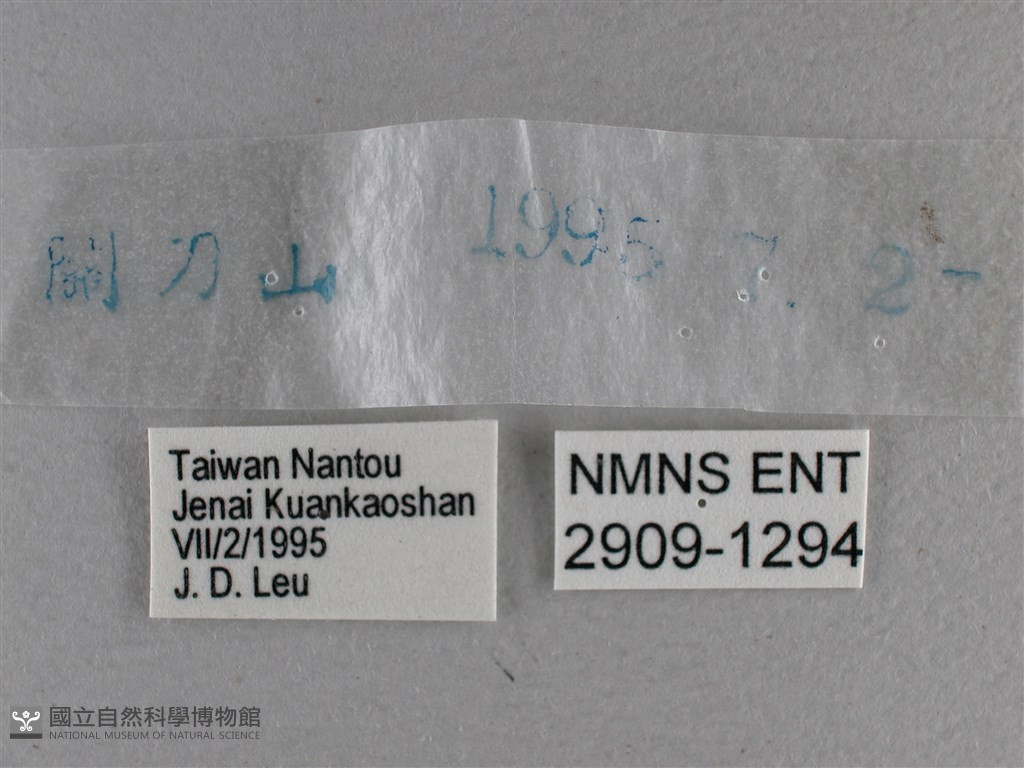 關刀山 1995 7. 2-
Taiwan Nantou
Jenai Kuankaoshan
VII/2/1995
J. D. Leu
NMNS ENT
2909-1294
國立自然科學博物館
NATIONAL MUSEUM OF NATURAL SCIENCE